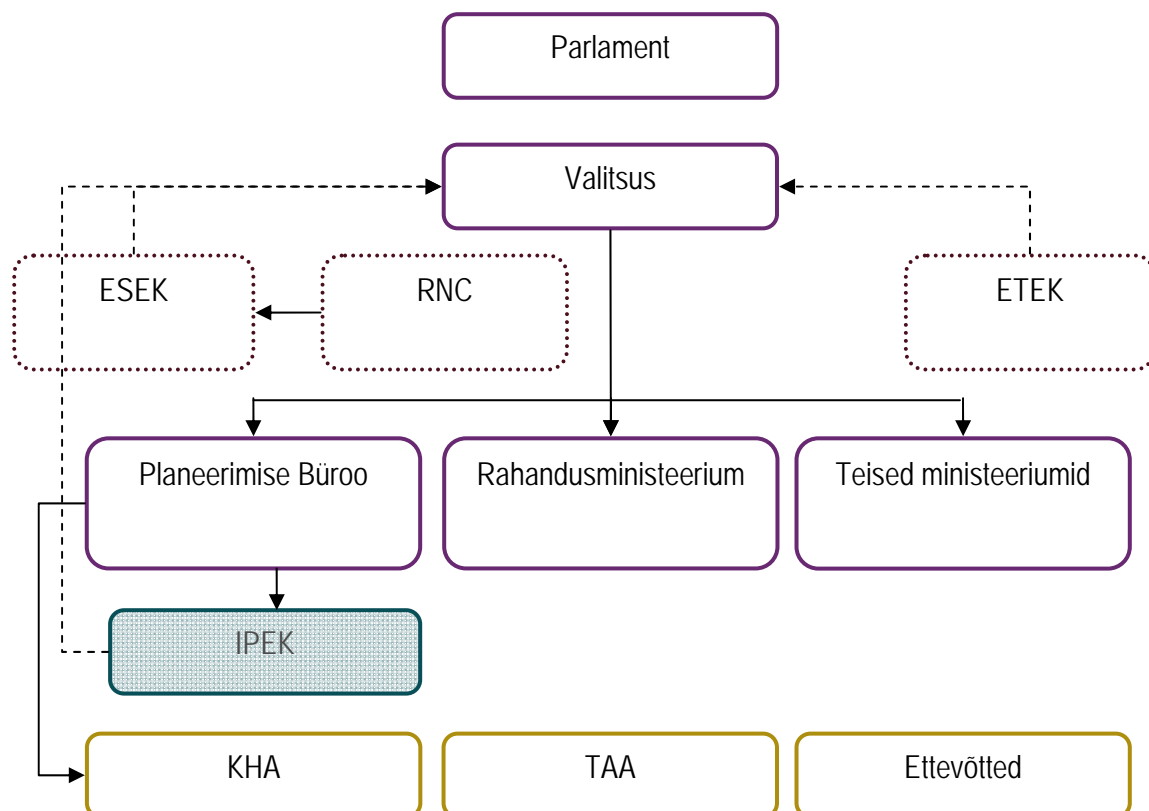 Parlament
Valitsus
ESEK
RNC
ETEK
Planeerimise Büroo
Rahandusministeerium
Teised ministeeriumid
IPEK
KHA
TAA
Ettevõtted